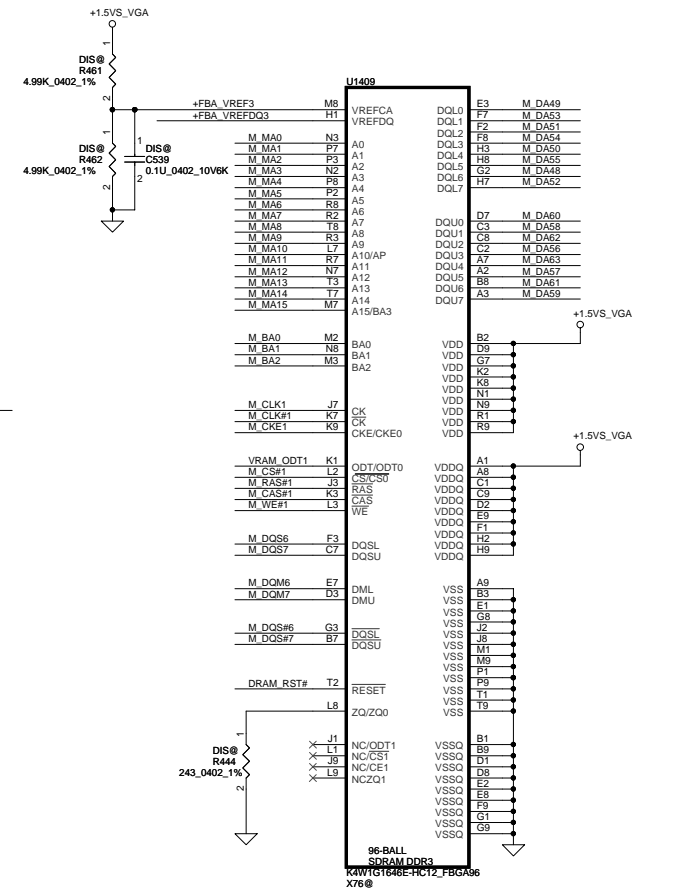 +1.5VS_VGA
1
DIS@
R461
4.99K_0402_1%
2
DIS@
R462
4.99K_0402_1%
1
2
1
DIS@
C539
0.1U_0402_10V6K
2
U1409
+FBA_VREF3 M8 VREFCA
+FBA_VREFDQ3 H1 VREFDQ
M_MA0 N3 A0
M_MA1 P7 A1
M_MA2 P3 A2
M_MA3 N2 A3
M_MA4 P8 A4
M_MA5 P2 A5
M_MA6 R8 A6
M_MA7 R2 A7
M_MA8 T8 A8
M_MA9 R3 A9
M_MA10 L7 A10/AP
M_MA11 R7 A11
M_MA12 N7 A12
M_MA13 T3 A13
M_MA14 T7 A14
M_MA15 M7 A15/BA3
M_BA0 M2 BA0
M_BA1 N8 BA1
M_BA2 M3 BA2
M_CLK1 J7 CK
M_CLK#1 K7 CK
M_CKE1 K9 CKE/CKE0
VRAM_ODT1 K1 ODT/ODT0
M_CS#1 L2 CS/CS0
M_RAS#1 J3 RAS
M_CAS#1 K3 CAS
M_WE#1 L3 WE
M_DQS6 F3 DQSL
M_DQS7 C7 DQSU
M_DQM6 E7 DML
M_DQM7 D3 DMU
M_DQS#6 G3 DQSL
M_DQS#7 B7 DQSU
DRAM_RST# T2 RESET
L8 ZQ/ZQ0
1
DIS@
R444
243_0402_1%
2
J1 NC/ODT1
L1 NC/CS1
J9 NC/CE1
L9 NCZQ1
DQL0 E3 M_DA49
DQL1 F7 M_DA53
DQL2 F2 M_DA51
DQL3 F8 M_DA54
DQL4 H3 M_DA50
DQL5 H8 M_DA55
DQL6 G2 M_DA48
DQL7 H7 M_DA52
DQU0 D7 M_DA60
DQU1 C3 M_DA58
DQU2 C8 M_DA62
DQU3 C2 M_DA56
DQU4 A7 M_DA63
DQU5 A2 M_DA57
DQU6 B8 M_DA61
DQU7 A3 M_DA59
+1.5VS_VGA
VDD B2
VDD D9
VDD G7
VDD K2
VDD K8
VDD N1
VDD N9
VDD R1
VDD R9
+1.5VS_VGA
VDDQ A1
VDDQ A8
VDDQ C1
VDDQ C9
VDDQ D2
VDDQ E9
VDDQ F1
VDDQ H2
VDDQ H9
VSS A9
VSS B3
VSS E1
VSS G8
VSS J2
VSS J8
VSS M1
VSS M9
VSS P1
VSS P9
VSS T1
VSS T9
VSSQ B1
VSSQ B9
VSSQ D1
VSSQ D8
VSSQ E2
VSSQ E8
VSSQ F9
VSSQ G1
VSSQ G9
96-BALL
SDRAM DDR3
K4W1G1646E-HC12_FBGA96
X76@